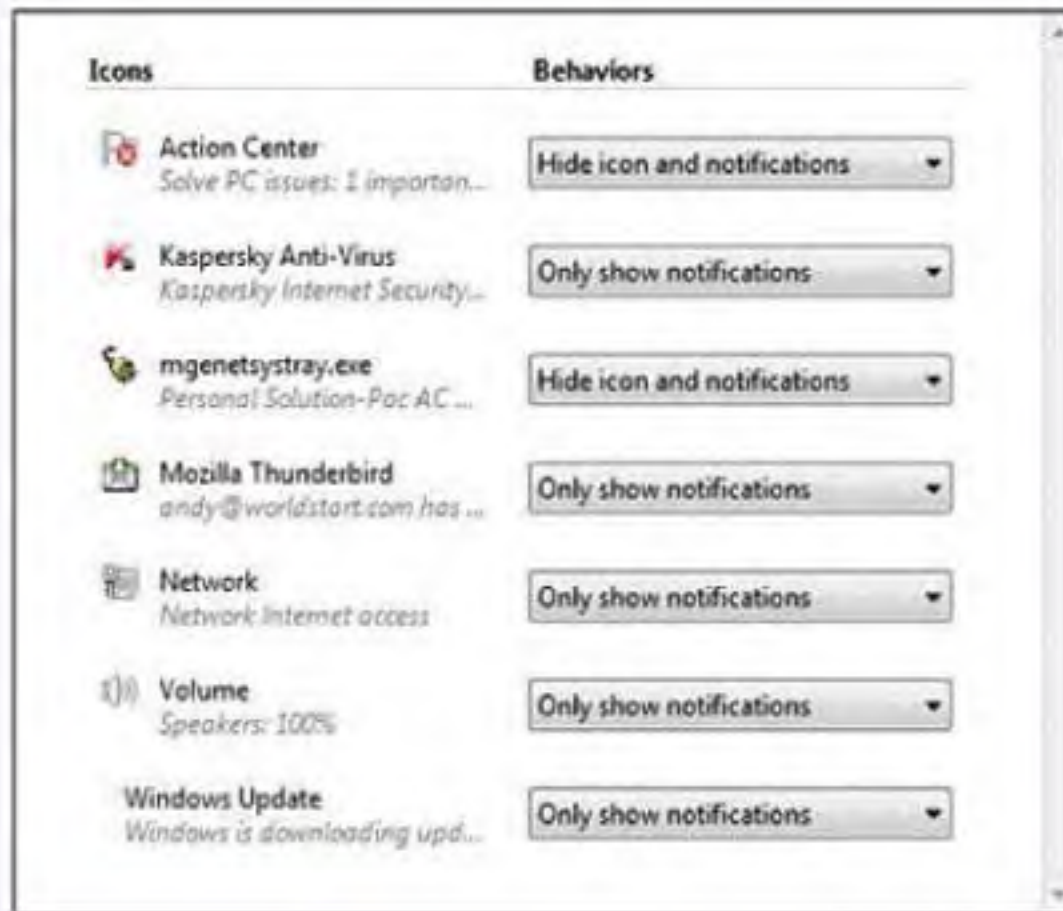 Icons Behaviors
Action Center
Solve PC issues: 1 importan...
Hide icon and notifications
Kaspersky Anti-Virus
Kaspersky Internet Security...
Only show notifications
mgenetsystray.exe
Personal Solution-Pac AC ...
Hide icon and notifications
Mozilla Thunderbird
andy@worldstart.com has ...
Only show notifications
Network
Network Internet access
Only show notifications
Volume
Speakers: 100%
Only show notifications
Windows Update
Windows is downloading upd...
Only show notifications